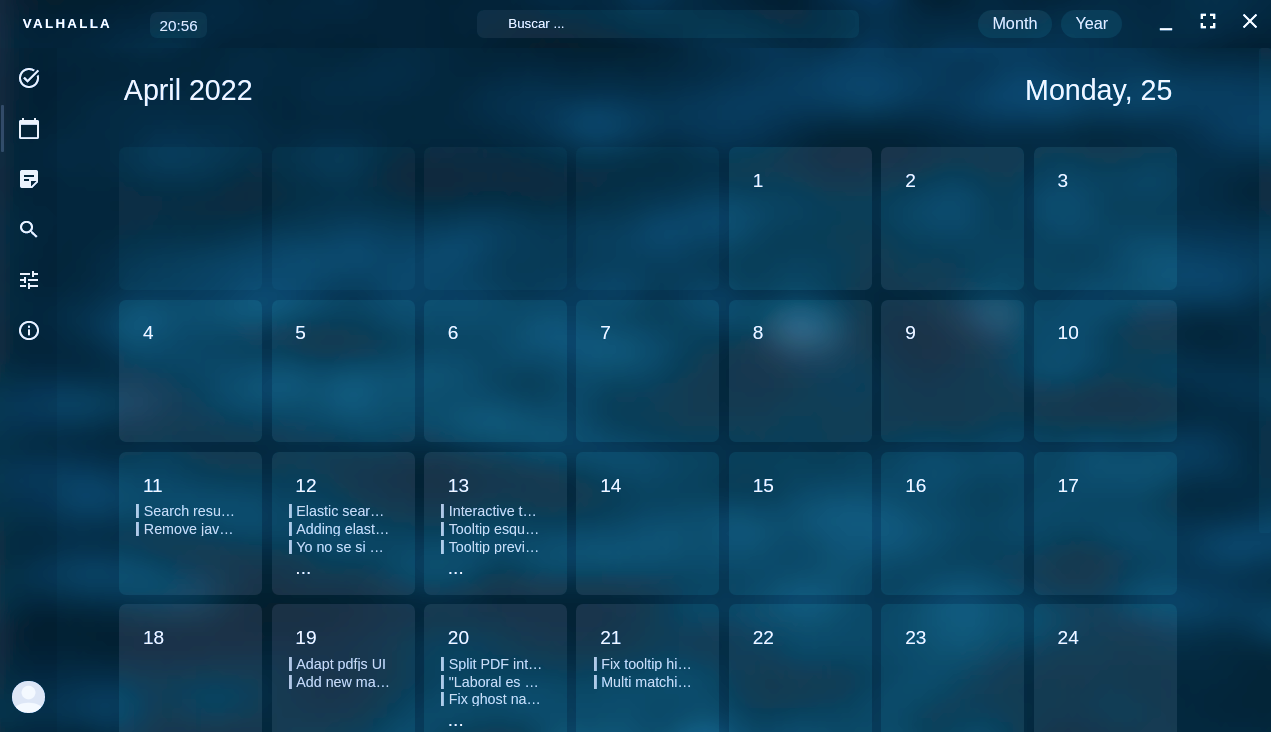 VALHALLA 20:56 Buscar ... Month Year
April 2022 Monday, 25
1 2 3
4 5 6 7 8 9 10
11 12 13 14 15 16 17
Search resu… Elastic sear… Interactive t…
Remove jav… Adding elast… Tooltip esqu…
Yo no se si … Tooltip previ…
... ...
18 19 20 21 22 23 24
Adapt pdfjs UI Split PDF int… Fix tooltip hi…
Add new ma… "Laboral es … Multi matchi…
Fix ghost na…
...